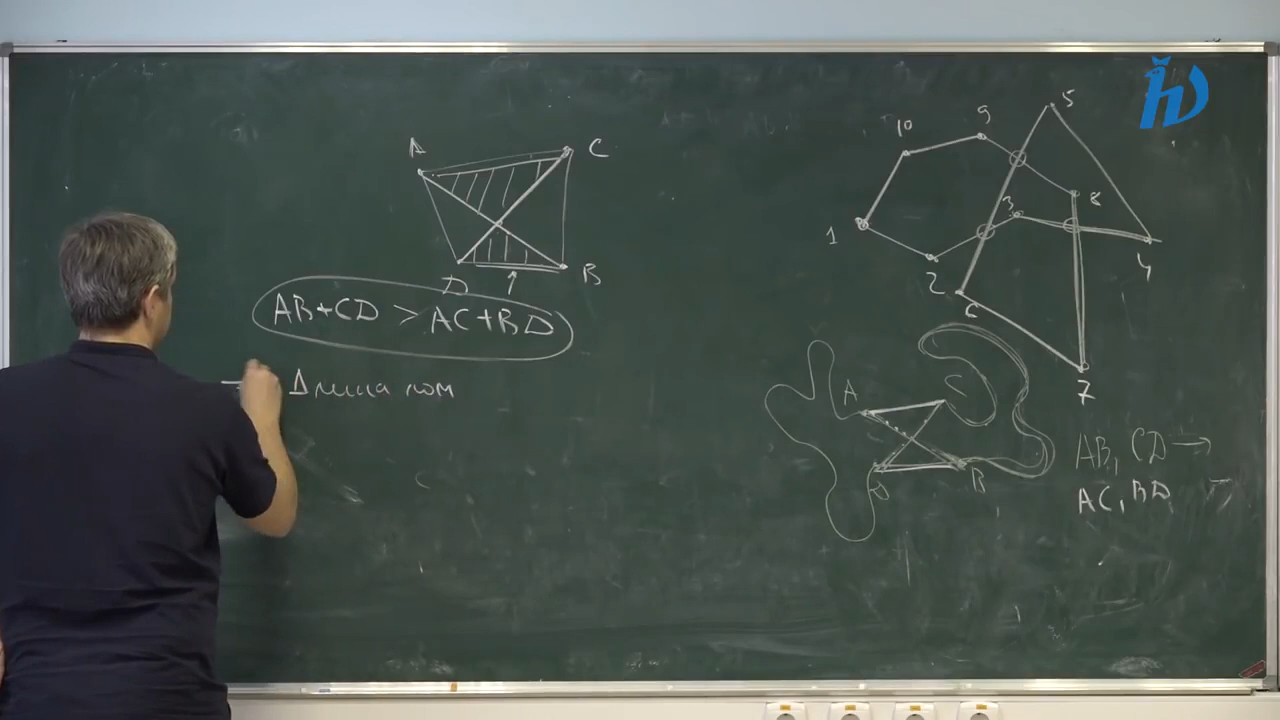 A C
D B
AB+CD > AC+BD
Длина лом
10 9 5
1 3 8
2 6 4
7
A C
D B
AB, CD →
AC, BD